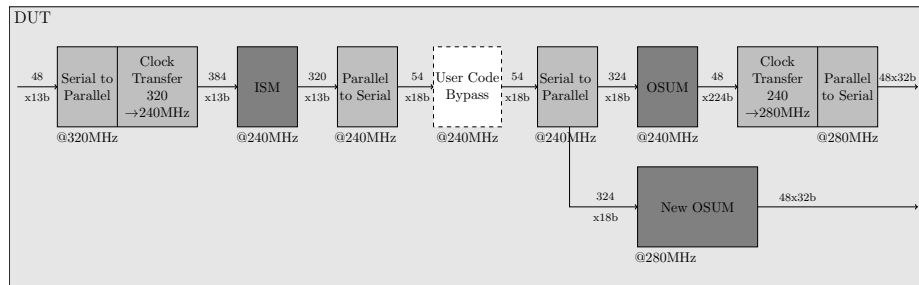 DUT
48
x13b
Serial to
Parallel
@320MHz
Clock
Transfer
320
→240MHz
384
x13b
ISM
@240MHz
320
x13b
Parallel
to Serial
@240MHz
54
x18b
User Code
Bypass
@240MHz
54
x18b
Serial to
Parallel
@240MHz
324
x18b
OSUM
@240MHz
48
x224b
Clock
Transfer
240
→280MHz
Parallel
to Serial
@280MHz
48x32b
324
x18b
New OSUM
@280MHz
48x32b